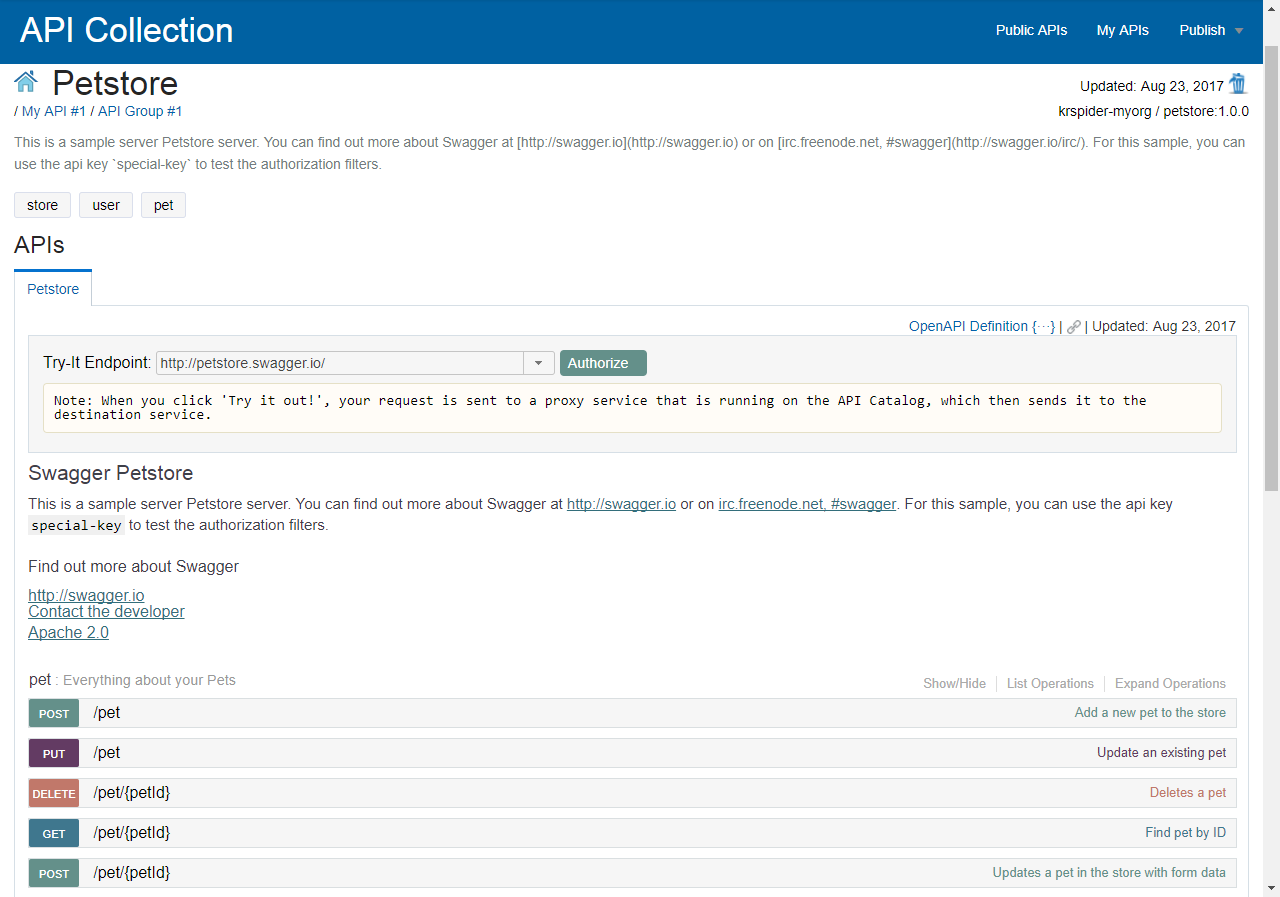 API Collection
Public APIs
My APIs
Publish
Petstore
Updated: Aug 23, 2017
/ My API #1 / API Group #1
krspider-myorg / petstore:1.0.0
This is a sample server Petstore server. You can find out more about Swagger at [http://swagger.io](http://swagger.io) or on [irc.freenode.net, #swagger](http://swagger.io/irc/). For this sample, you can
use the api key `special-key` to test the authorization filters.
store
user
pet
APIs
Petstore
OpenAPI Definition {···} | | Updated: Aug 23, 2017
Try-It Endpoint: http://petstore.swagger.io/ Authorize
Note: When you click 'Try it out!', your request is sent to a proxy service that is running on the API Catalog, which then sends it to the
destination service.
Swagger Petstore
This is a sample server Petstore server. You can find out more about Swagger at http://swagger.io or on irc.freenode.net, #swagger. For this sample, you can use the api key
special-key to test the authorization filters.
Find out more about Swagger
http://swagger.io
Contact the developer
Apache 2.0
pet : Everything about your Pets
Show/Hide
List Operations
Expand Operations
POST /pet Add a new pet to the store
PUT /pet Update an existing pet
DELETE /pet/{petId} Deletes a pet
GET /pet/{petId} Find pet by ID
POST /pet/{petId} Updates a pet in the store with form data